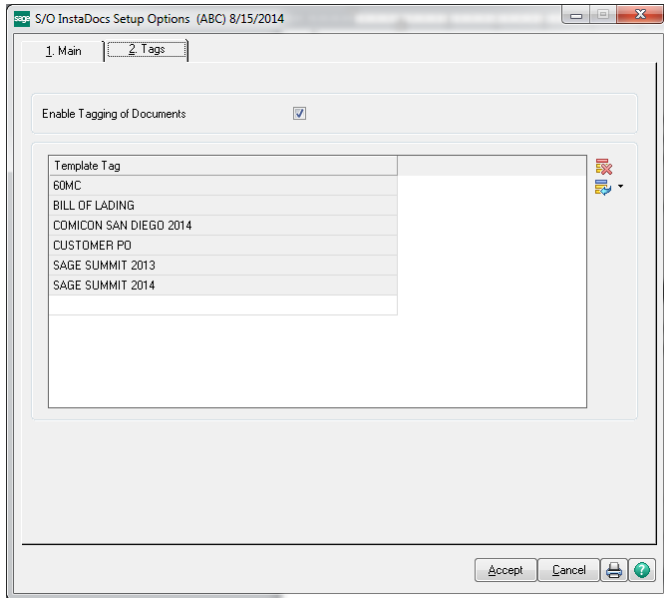 sage S/O InstaDocs Setup Options (ABC) 8/15/2014
1. Main 2. Tags
Enable Tagging of Documents
Template Tag
60MC
BILL OF LADING
COMICON SAN DIEGO 2014
CUSTOMER PO
SAGE SUMMIT 2013
SAGE SUMMIT 2014
Accept Cancel